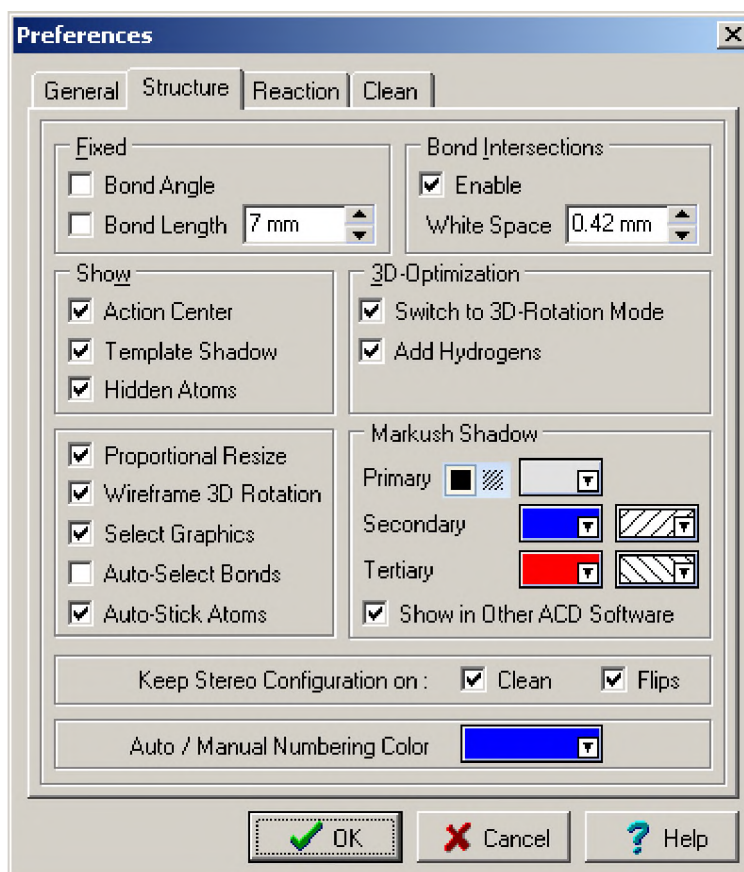 Preferences
General Structure Reaction Clean
Fixed
Bond Angle
Bond Length 7 mm
Bond Intersections
Enable
White Space 0.42 mm
Show
Action Center
Template Shadow
Hidden Atoms
3D-Optimization
Switch to 3D-Rotation Mode
Add Hydrogens
Proportional Resize
Wireframe 3D Rotation
Select Graphics
Auto-Select Bonds
Auto-Stick Atoms
Markush Shadow
Primary
Secondary
Tertiary
Show in Other ACD Software
Keep Stereo Configuration on : Clean Flips
Auto / Manual Numbering Color
OK Cancel Help